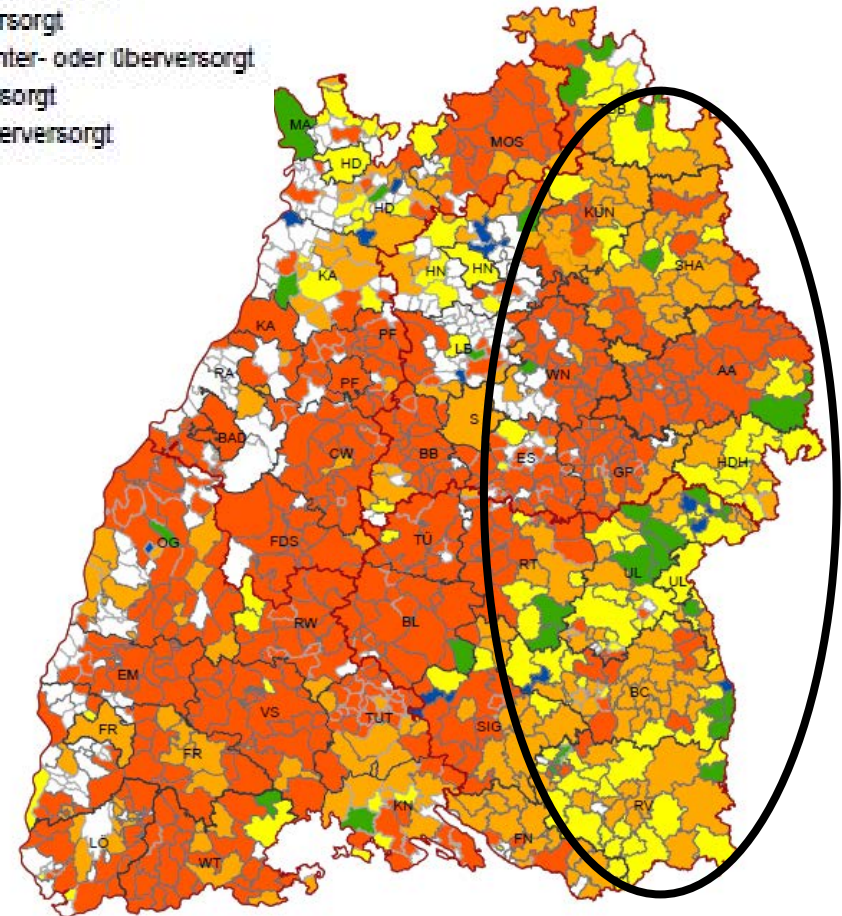 rsorgt
nter- oder überversorgt
sorgt
erversorgt
MA
TBB
MOS
HD
HD
KÜN
KA
HN
HN
SHA
KA
PF
LB
RA
PF
WN
AA
BAD
S
CW
BB
ES
GP
HDH
OG
FDS
TÜ
RT
UL
UL
RW
BL
EM
BC
VS
TUT
SIG
FR
FR
KN
RV
LÖ
WT
FN